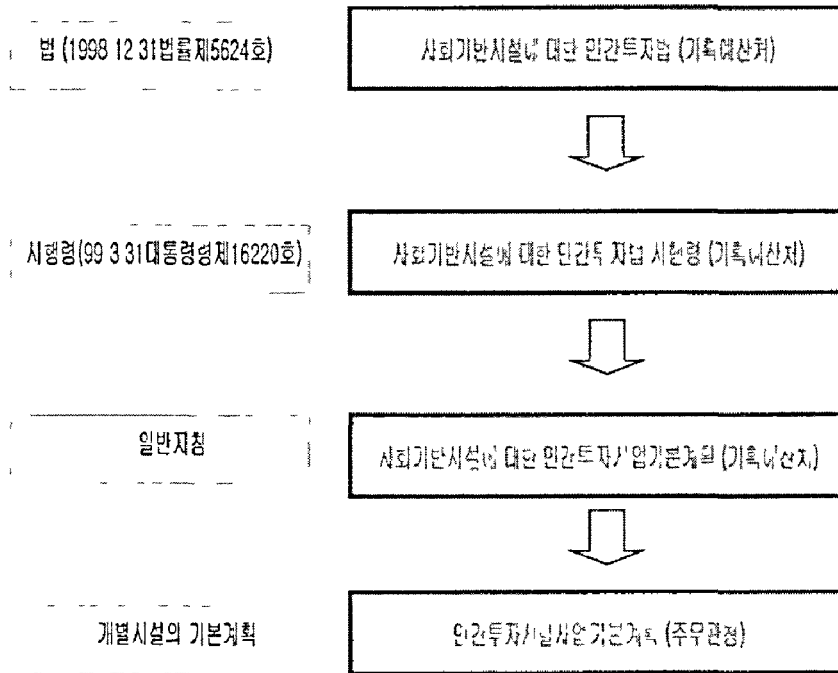 법 (1998 12 31법률제5624호)
사회기반시설에 대한 민간투자법 (기획예산처)
시행령(99 3 31대통령령제16220호)
사회기반시설에 대한 민간투자법 시행령 (기획예산처)
일반지침
사회기반시설에 대한 민간투자사업기본계획 (기획예산처)
개별시설의 기본계획
민간투자시설사업기본계획 (주무관청)